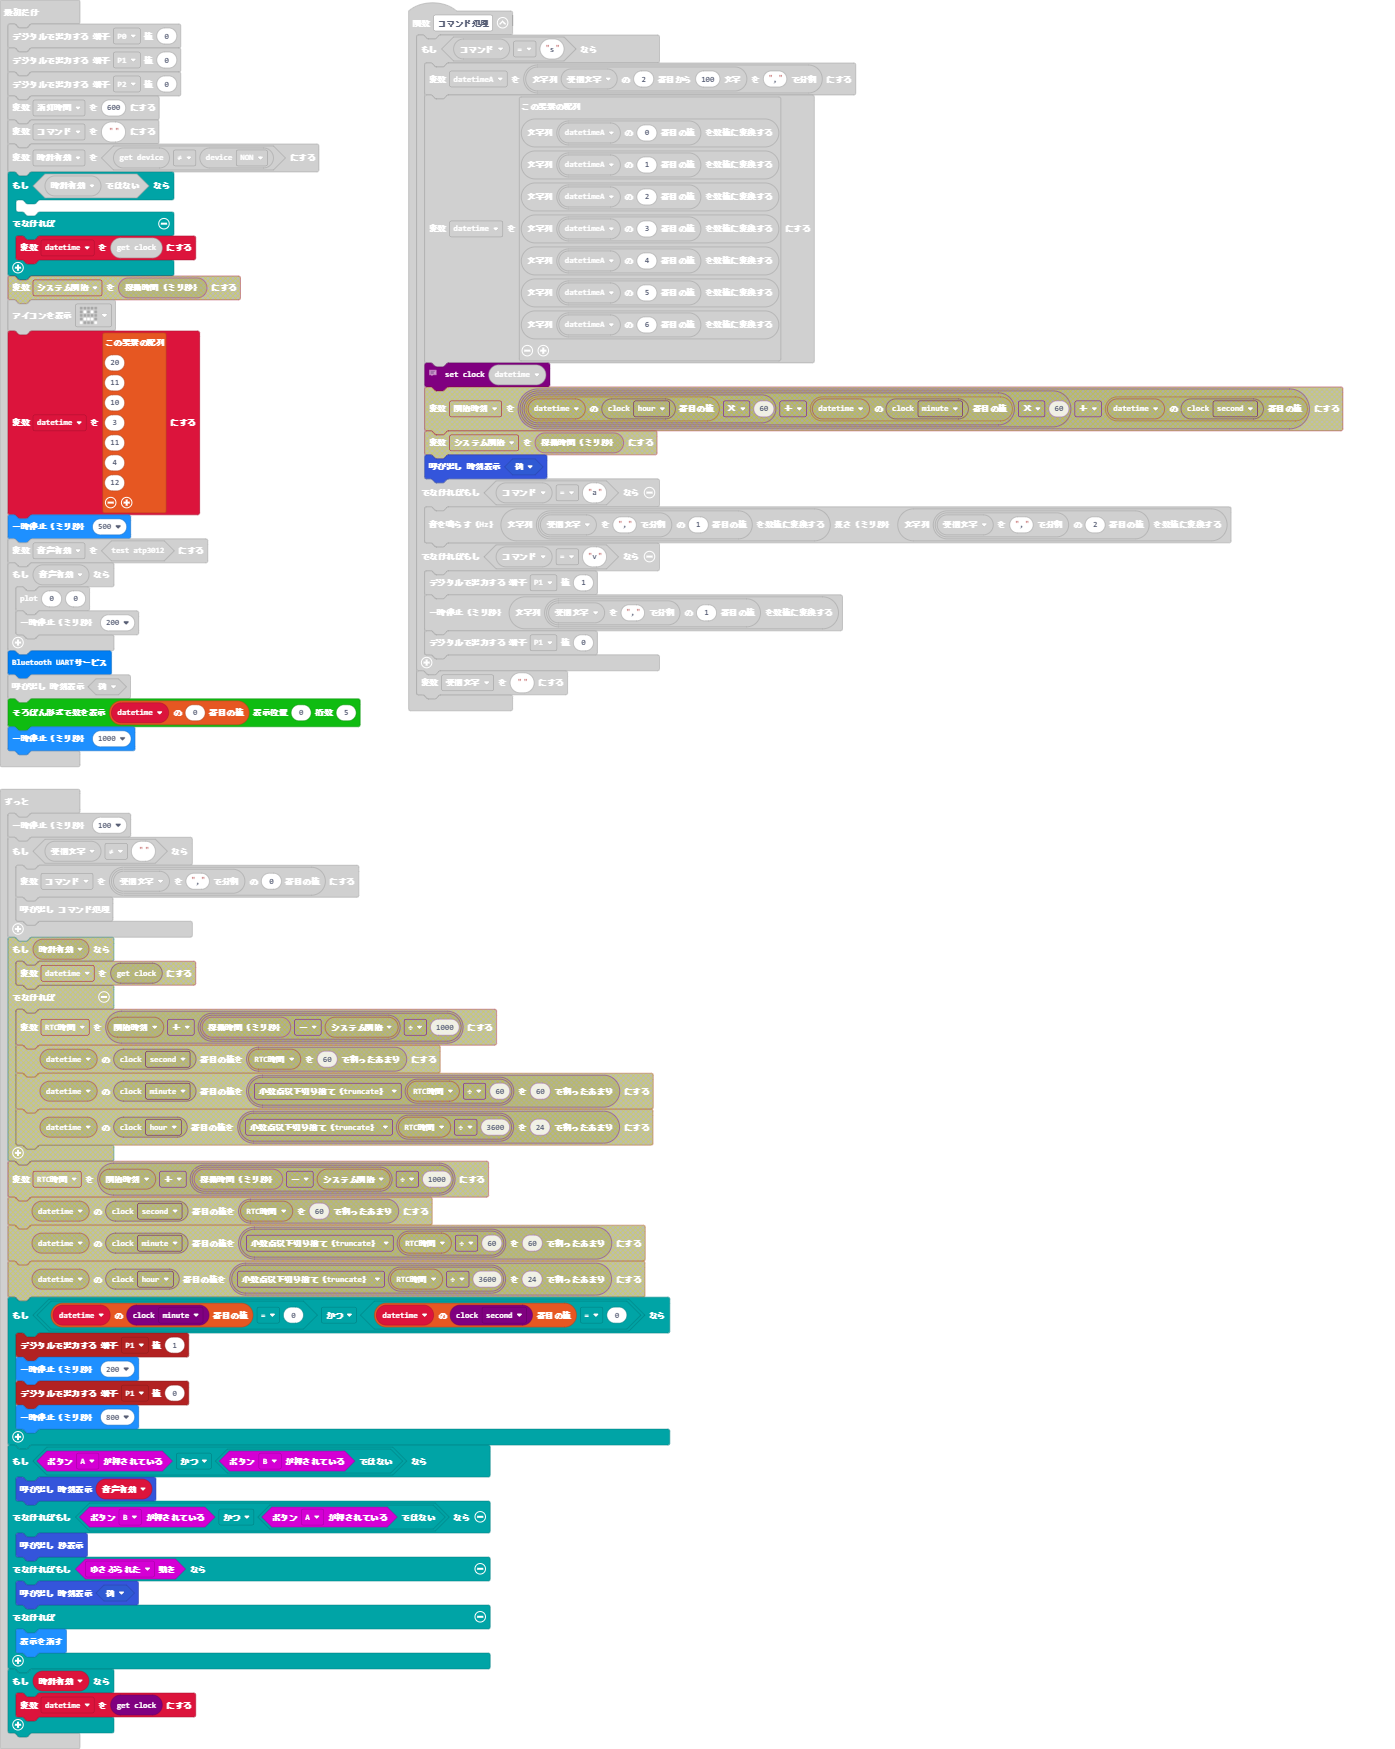 最初だけ
デジタルで出力する 端子 P0 値 0
デジタルで出力する 端子 P1 値 0
デジタルで出力する 端子 P2 値 0
変数 点灯時間 を 600 にする
変数 コマンド を " " にする
変数 時計有効 を get device ≠ device NON にする
もし 時計有効 ではない なら
でなければ
変数 datetime を get clock にする
変数 システム開始 を 稼働時間（ミリ秒） にする
アイコンを表示
変数 datetime を この要素の配列 20 11 10 3 11 4 12 にする
一時停止（ミリ秒） 500
変数 音声有効 を test atp3012 にする
もし 音声有効 なら
plot 0 0
一時停止（ミリ秒） 200
Bluetooth UARTサービス
呼び出し 時刻表示 偽
そろばん形式で数を表示 datetime の 0 番目の値 表示位置 0 桁数 5
一時停止（ミリ秒） 1000
関数 コマンド処理
もし コマンド = "s" なら
変数 datetimeA を 文字列 受信文字 の 2 番目から 100 文字 を "," で分割 にする
変数 datetime を この要素の配列
文字列 datetimeA の 0 番目の値 を整数に変換する
文字列 datetimeA の 1 番目の値 を整数に変換する
文字列 datetimeA の 2 番目の値 を整数に変換する
文字列 datetimeA の 3 番目の値 を整数に変換する にする
文字列 datetimeA の 4 番目の値 を整数に変換する
文字列 datetimeA の 5 番目の値 を整数に変換する
文字列 datetimeA の 6 番目の値 を整数に変換する
set clock datetime
変数 開始時刻 を datetime の clock hour 番目の値 × 60 + datetime の clock minute 番目の値 × 60 + datetime の clock second 番目の値 にする
変数 システム開始 を 稼働時間（ミリ秒） にする
呼び出し 時刻表示 偽
でなければもし コマンド = "a" なら
音を鳴らす (Hz) 文字列 受信文字 を "," で分割 の 1 番目の値 を整数に変換する 長さ（ミリ秒） 文字列 受信文字 を "," で分割 の 2 番目の値 を整数に変換する
でなければもし コマンド = "v" なら
デジタルで出力する 端子 P1 値 1
一時停止（ミリ秒） 文字列 受信文字 を "," で分割 の 1 番目の値 を整数に変換する
デジタルで出力する 端子 P1 値 0
変数 受信文字 を " " にする
ずっと
一時停止（ミリ秒） 100
もし 受信文字 ≠ " " なら
変数 コマンド を 受信文字 を "," で分割 の 0 番目の値 にする
呼び出し コマンド処理
もし 時計有効 なら
変数 datetime を get clock にする
でなければ
変数 RTC時間 を 開始時刻 + 稼働時間（ミリ秒） - システム開始 ÷ 1000 にする
datetime の clock second 番目の値を RTC時間 を 60 で割ったあまり にする
datetime の clock minute 番目の値を 小数点以下切り捨て (truncate) RTC時間 ÷ 60 を 60 で割ったあまり にする
datetime の clock hour 番目の値を 小数点以下切り捨て (truncate) RTC時間 ÷ 3600 を 24 で割ったあまり にする
変数 RTC時間 を 開始時刻 + 稼働時間（ミリ秒） - システム開始 ÷ 1000 にする
datetime の clock second 番目の値を RTC時間 を 60 で割ったあまり にする
datetime の clock minute 番目の値を 小数点以下切り捨て (truncate) RTC時間 ÷ 60 を 60 で割ったあまり にする
datetime の clock hour 番目の値を 小数点以下切り捨て (truncate) RTC時間 ÷ 3600 を 24 で割ったあまり にする
もし datetime の clock minute 番目の値 = 0 かつ datetime の clock second 番目の値 = 0 なら
デジタルで出力する 端子 P1 値 1
一時停止（ミリ秒） 200
デジタルで出力する 端子 P1 値 0
一時停止（ミリ秒） 800
もし ボタン A が押されている かつ ボタン B が押されている ではない なら
呼び出し 時刻表示 音声有効
でなければもし ボタン B が押されている かつ ボタン A が押されている ではない なら
呼び出し 秒表示
でなければもし ゆさぶられた 動き なら
呼び出し 時刻表示 偽
でなければ
表示を消す
もし 時計有効 なら
変数 datetime を get clock にする